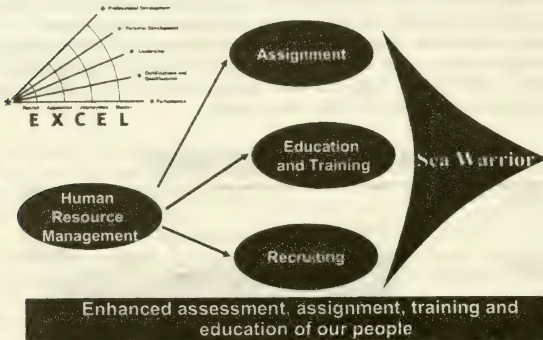 Professional Development
Personal Development
Leadership
Certifications and
Qualifications
Performance
Recruit Apprentice Journeyman Master
E X C E L
Assignment
Education
and Training
Sea Warrior
Human
Resource
Management
Recruiting
Enhanced assessment, assignment, training and
education of our people